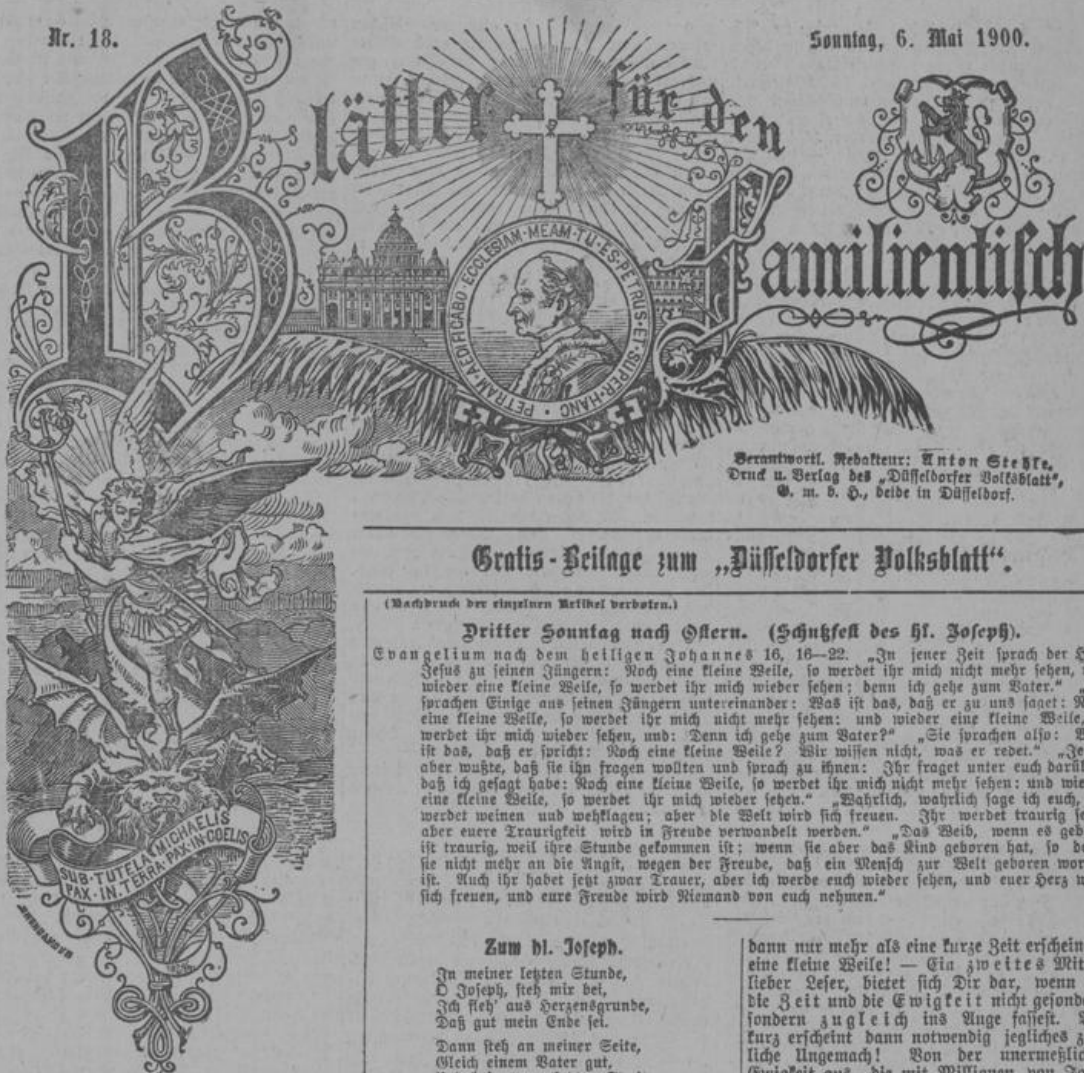 Nr. 18.
Sonntag, 6. Mai 1900.
Blätter für den
Familientisch
PETRAM ÆDIFICABO ECCLESIAM·MEAM·TU·ES·PETRUS·ET·SUPER·HANC·
Verantwortl. Redakteur: Anton Stehle.
Druck u. Verlag des „Düsseldorfer Volksblatt“,
G. m. b. H., beide in Düsseldorf.
Gratis-Beilage zum „Düsseldorfer Volksblatt“.
(Nachdruck der einzelnen Artikel verboten.)
Dritter Sonntag nach Ostern. (Schutzfest des hl. Joseph).
Evangelium nach dem heiligen Johannes 16, 16—22. „In jener Zeit sprach der
Jesus zu seinen Jüngern: Noch eine kleine Weile, so werdet ihr mich nicht mehr sehen,
wieder eine kleine Weile, so werdet ihr mich wieder sehen; denn ich gehe zum Vater.“
sprachen Einige aus seinen Jüngern untereinander: Was ist das, daß er zu uns saget:
eine kleine Weile, so werdet ihr mich nicht mehr sehen: und wieder eine kleine Weile,
werdet ihr mich wieder sehen, und: Denn ich gehe zum Vater?“ „Sie sprachen also:
ist das, daß er spricht: Noch eine kleine Weile? Wir wissen nicht, was er redet.“
aber wußte, daß sie ihn fragen wollten und sprach zu ihnen: Ihr fraget unter euch
daß ich gesagt habe: Noch eine kleine Weile, so werdet ihr mich nicht mehr sehen: und
eine kleine Weile, so werdet ihr mich wieder sehen.“ „Wahrlich, wahrlich sage ich euch,
werdet weinen und wehklagen; aber die Welt wird sich freuen. Ihr werdet traurig
aber euere Traurigkeit wird in Freude verwandelt werden.“ „Das Weib, wenn es
ist traurig, weil ihre Stunde gekommen ist; wenn sie aber das Kind geboren hat, so
sie nicht mehr an die Angst, wegen der Freude, daß ein Mensch zur Welt geboren
ist. Auch ihr habet jetzt zwar Trauer, aber ich werde euch wieder sehen, und euer Herz
sich freuen, und eure Freude wird Niemand von euch nehmen.“
SUB·TUTELA MICHAELIS
PAX·IN·TERRA·PAX·IN·COELIS
Zum hl. Joseph.
In meiner letzten Stunde,
O Joseph, steh mir bei,
Ich fleh' aus Herzensgrunde,
Daß gut mein Ende sei.
Dann steh an meiner Seite,
Gleich einem Vater gut,
dann nur mehr als eine kurze Zeit
eine kleine Weile! — Ein zweites
lieber Leser, bietet sich Dir dar, wenn
die Zeit und die Ewigkeit nicht
sondern zugleich ins Auge fassest.
kurz erscheint dann notwendig jegliches
liche Ungemach! Von der
Ewigkeit aus, die mit Millionen von